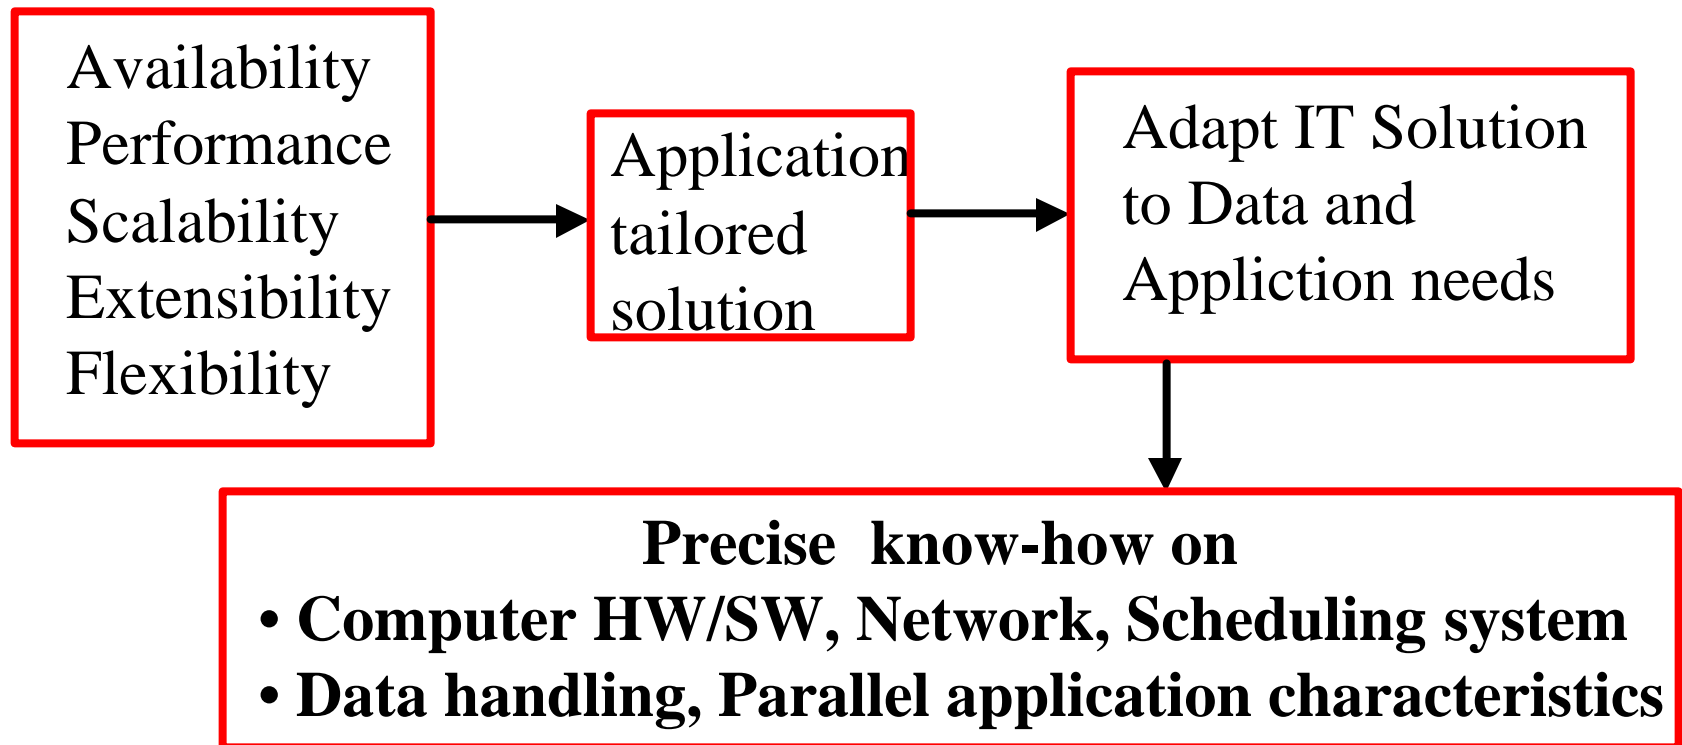 Availability
Performance
Scalability
Extensibility
Flexibility
Application
tailored
solution
Adapt IT Solution
to Data and
Appliction needs
Precise know-how on
• Computer HW/SW, Network, Scheduling system
• Data handling, Parallel application characteristics